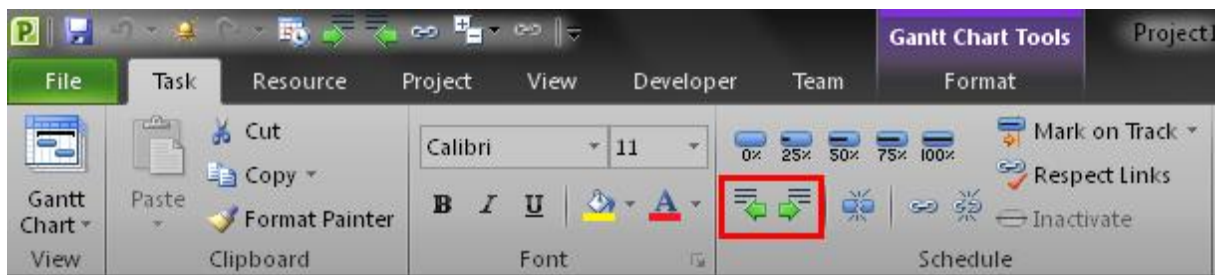 P
Gantt Chart Tools
Project1
File
Task
Resource
Project
View
Developer
Team
Format
Gantt
Chart
View
Paste
Cut
Copy
Format Painter
Clipboard
Calibri
11
B I U A
Font
0% 25% 50% 75% 100%
Mark on Track
Respect Links
Inactivate
Schedule